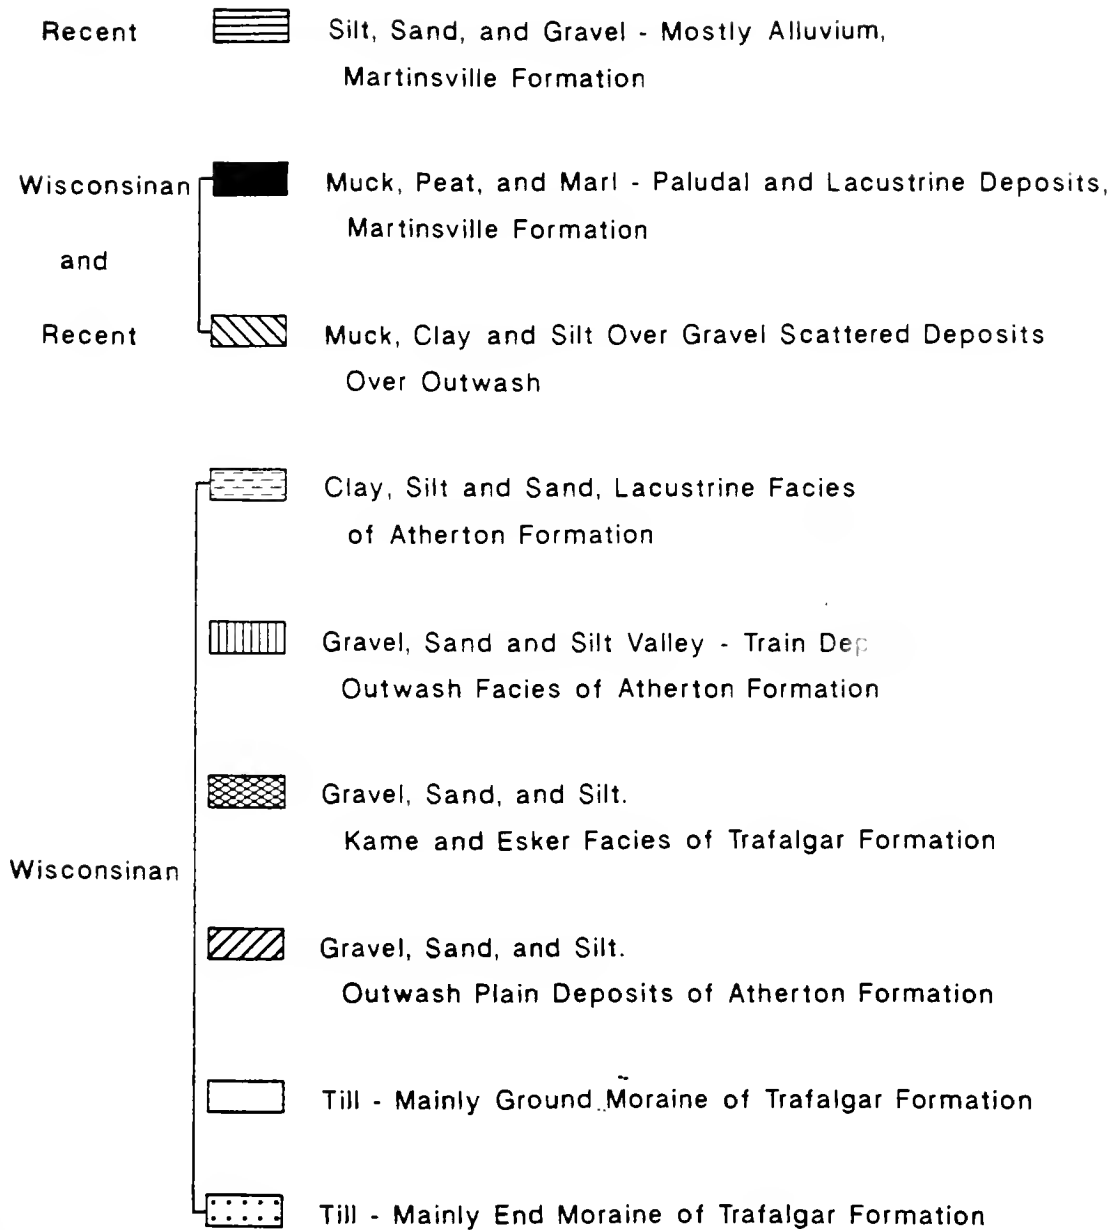 Recent Silt, Sand, and Gravel - Mostly Alluvium,
Martinsville Formation
Wisconsinan Muck, Peat, and Marl - Paludal and Lacustrine Deposits,
Martinsville Formation
and
Recent Muck, Clay and Silt Over Gravel Scattered Deposits
Over Outwash
Clay, Silt and Sand, Lacustrine Facies
of Atherton Formation
Gravel, Sand and Silt Valley - Train
Outwash Facies of Atherton Formation
Gravel, Sand, and Silt.
Kame and Esker Facies of Trafalgar Formation
Wisconsinan
Gravel, Sand, and Silt.
Outwash Plain Deposits of Atherton Formation
Till - Mainly Ground Moraine of Trafalgar Formation
Till - Mainly End Moraine of Trafalgar Formation